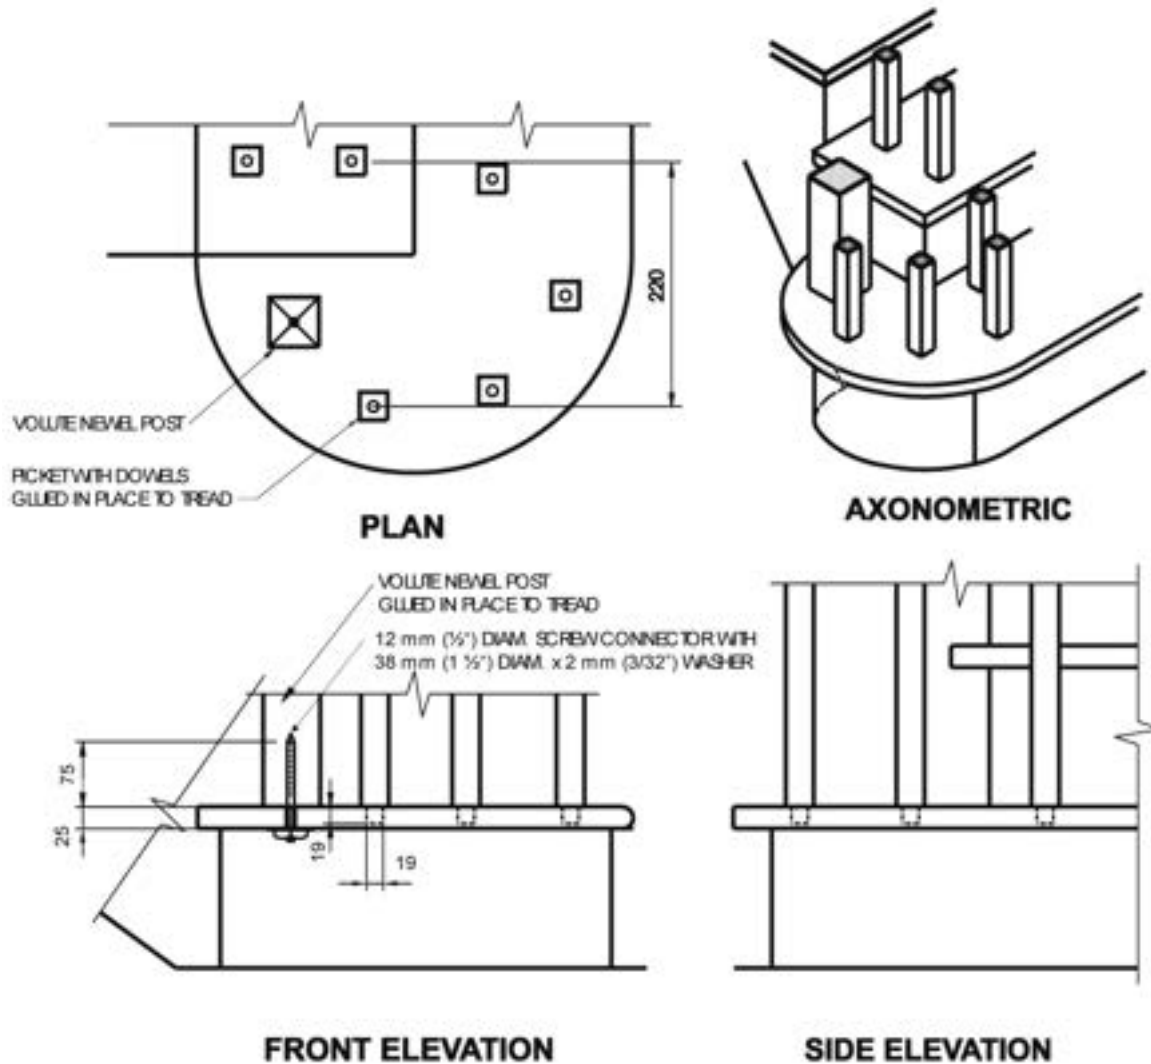 220
VOLUTE NEWEL POST
PICKET WITH DOWELS
GLUED IN PLACE TO TREAD
PLAN
AXONOMETRIC
VOLUTE NEWEL POST
GLUED IN PLACE TO TREAD
12 mm (½") DIAM. SCREW CONNECTOR WITH
38 mm (1 ½") DIAM. x 2 mm (3/32") WASHER
75
25
19
19
FRONT ELEVATION
SIDE ELEVATION